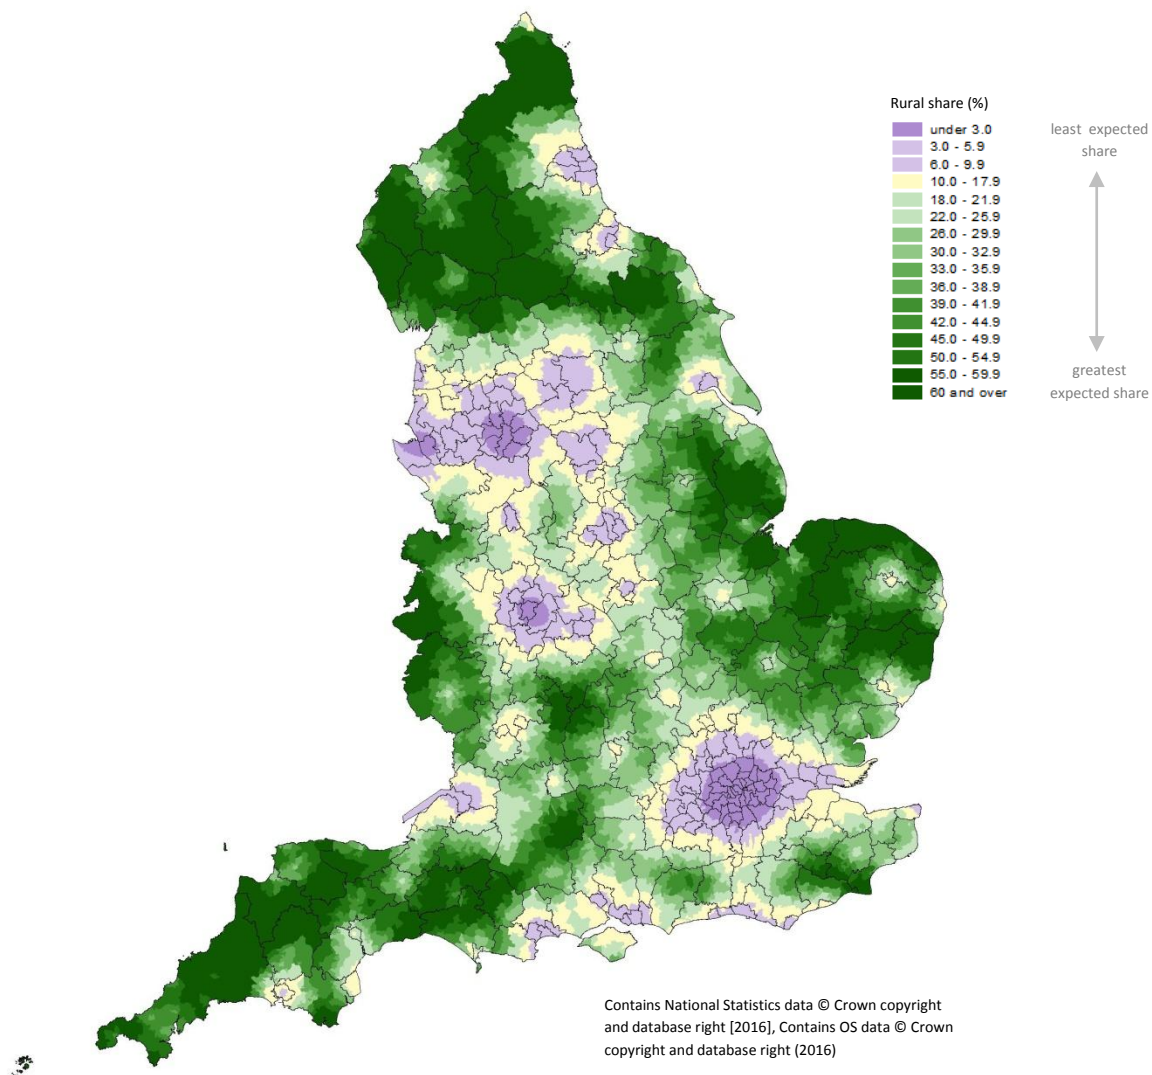 Rural share (%)
under 3.0
3.0 - 5.9
6.0 - 9.9
10.0 - 17.9
18.0 - 21.9
22.0 - 25.9
26.0 - 29.9
30.0 - 32.9
33.0 - 35.9
36.0 - 38.9
39.0 - 41.9
42.0 - 44.9
45.0 - 49.9
50.0 - 54.9
55.0 - 59.9
60 and over
least expected
share
greatest
expected share
Contains National Statistics data © Crown copyright
and database right [2016], Contains OS data © Crown
copyright and database right (2016)